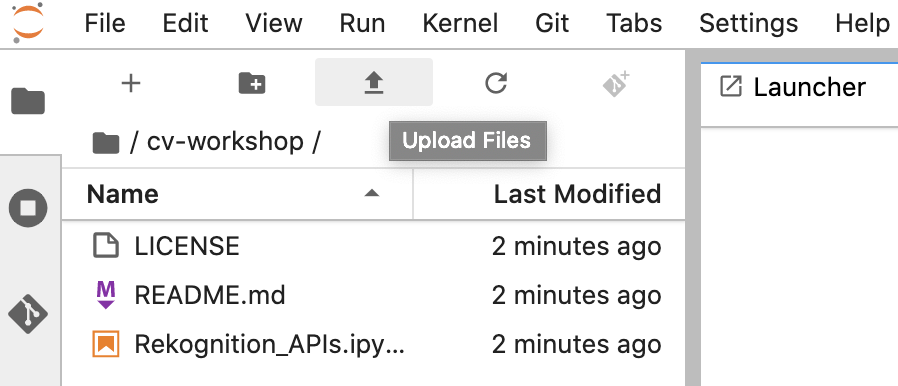 File Edit View Run Kernel Git Tabs Settings Help
Launcher
/ cv-workshop /
Upload Files
Name Last Modified
LICENSE 2 minutes ago
README.md 2 minutes ago
Rekognition_APIs.ipy... 2 minutes ago